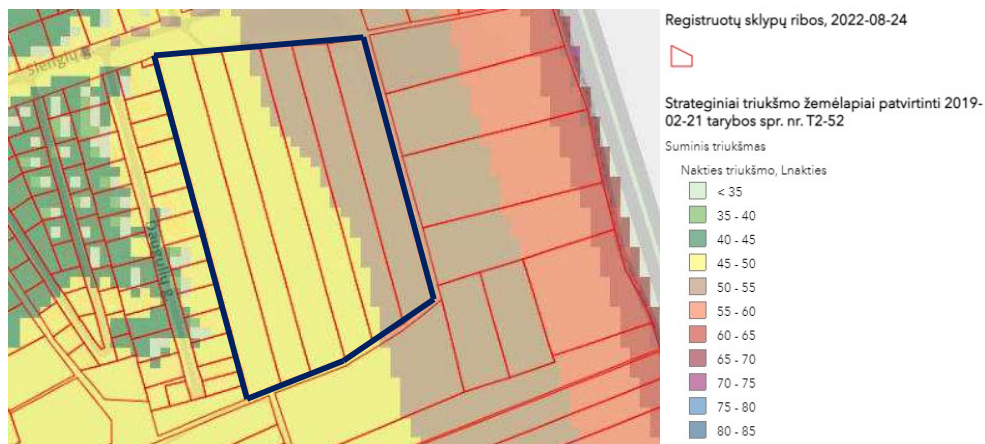 Slengių g.
Daugulių g.
Registruotų sklypų ribos, 2022-08-24
Strateginiai triukšmo žemėlapiai patvirtinti 2019-
02-21 tarybos spr. nr. T2-52
Suminis triukšmas
Nakties triukšmo, Lnakties
< 35
35 - 40
40 - 45
45 - 50
50 - 55
55 - 60
60 - 65
65 - 70
70 - 75
75 - 80
80 - 85